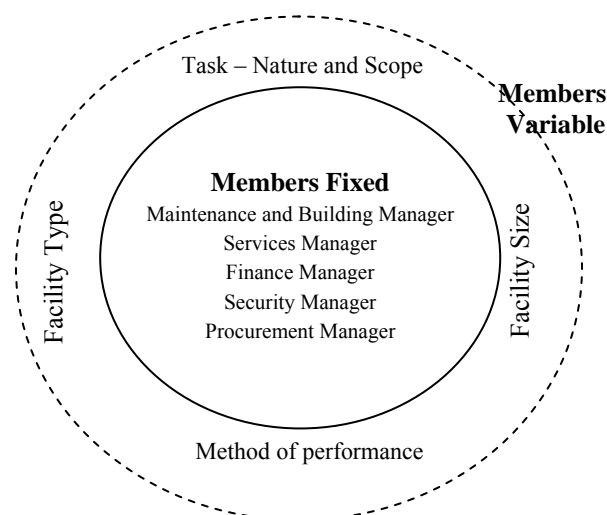 Task – Nature and Scope
Members
Variable
Members Fixed
Maintenance and Building Manager
Services Manager
Finance Manager
Security Manager
Procurement Manager
Facility Type
Facility Size
Method of performance